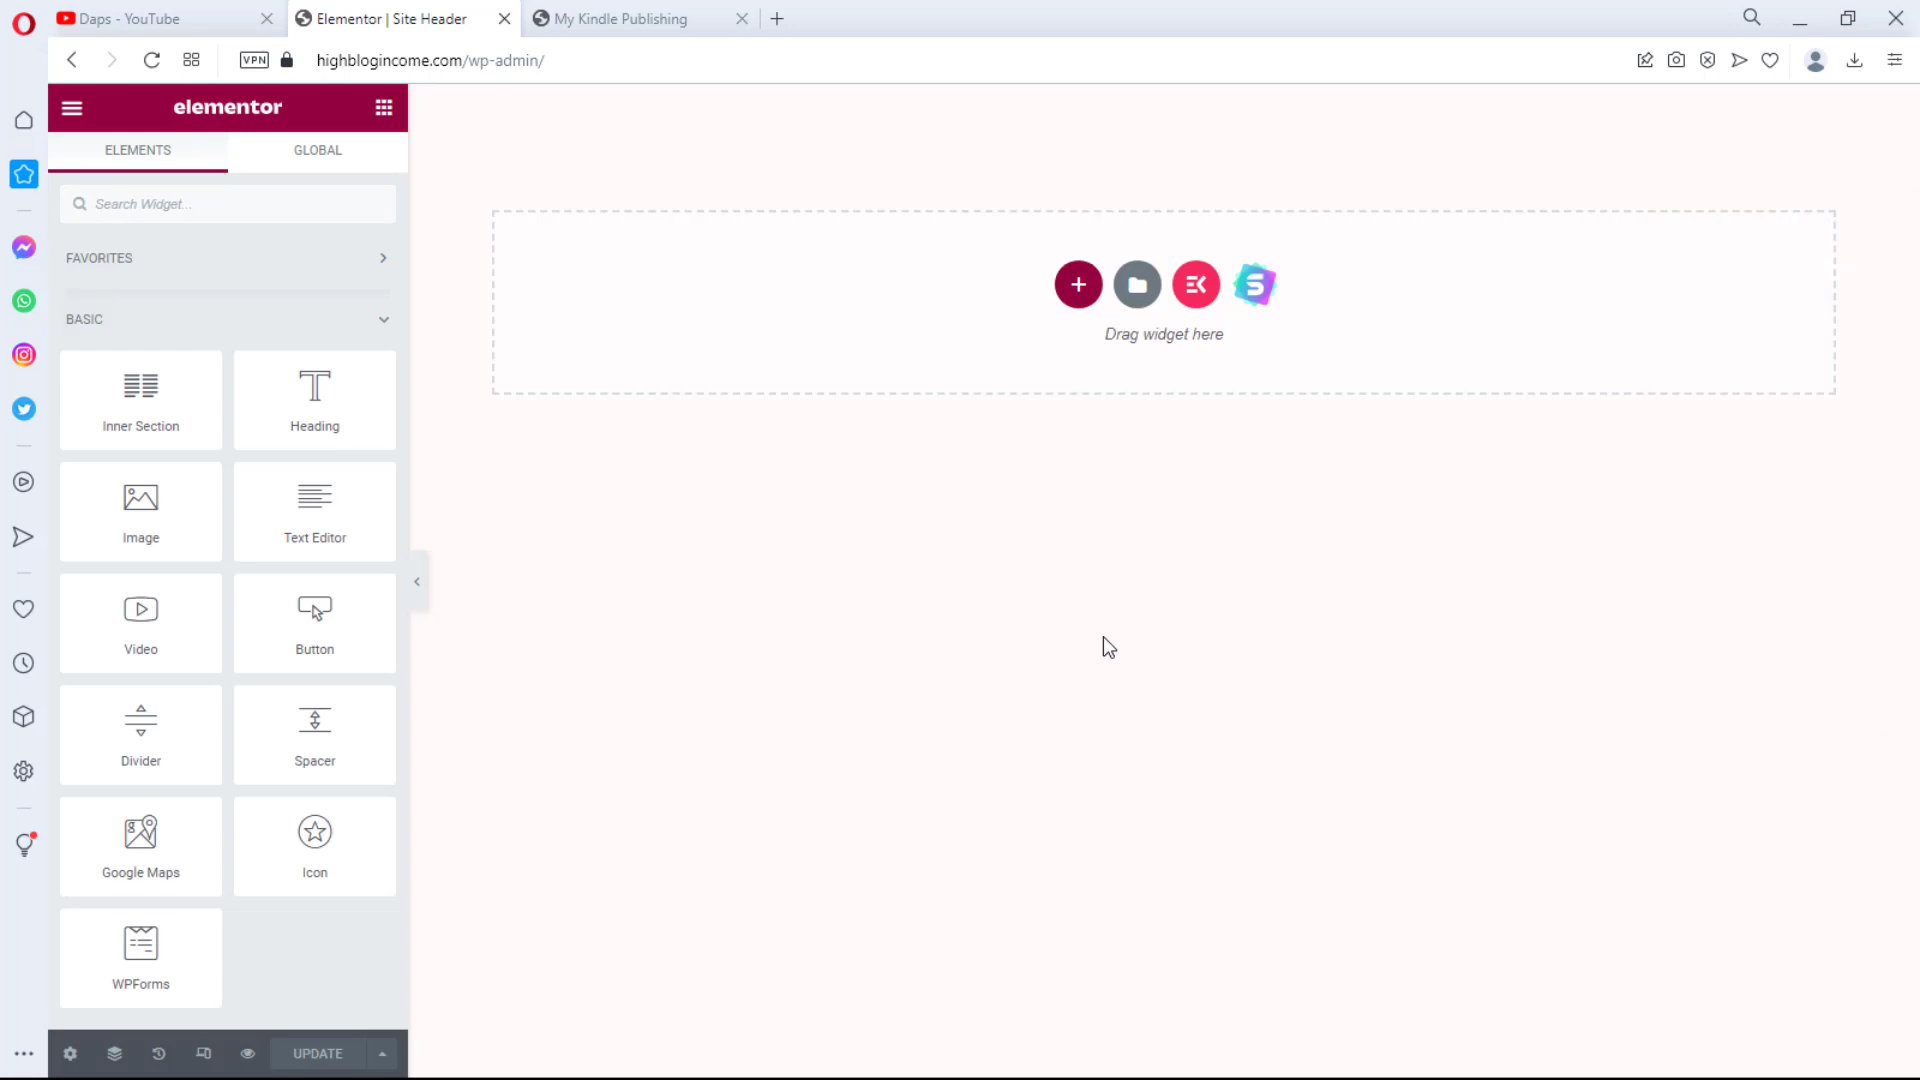 Daps - YouTube
Elementor | Site Header
My Kindle Publishing
VPN
highblogincome.com/wp-admin/
elementor
ELEMENTS
GLOBAL
Search Widget...
FAVORITES
BASIC
Inner Section
Heading
Image
Text Editor
Video
Button
Divider
Spacer
Google Maps
Icon
WPForms
UPDATE
Drag widget here